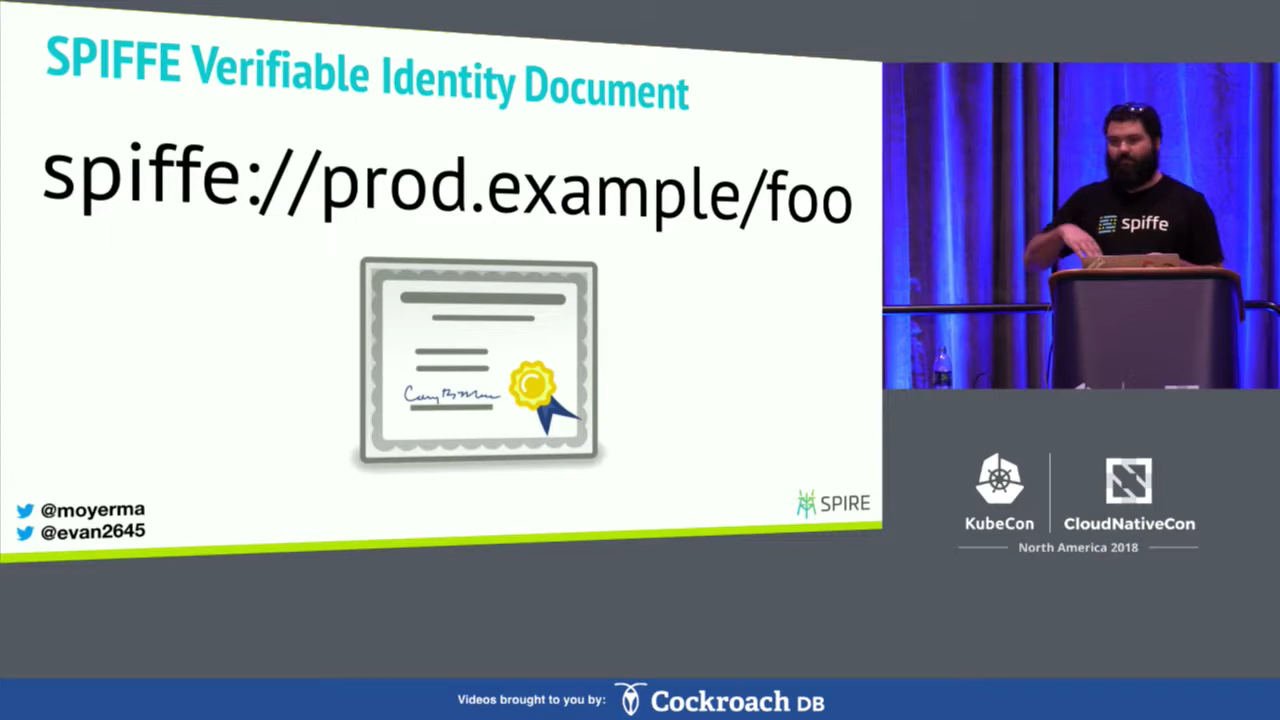 SPIFFE Verifiable Identity Document
spiffe://prod.example/foo
@moyerma
@evan2645
SPIRE
spiffe
KubeCon
CloudNativeCon
North America 2018
Videos brought to you by:
Cockroach DB